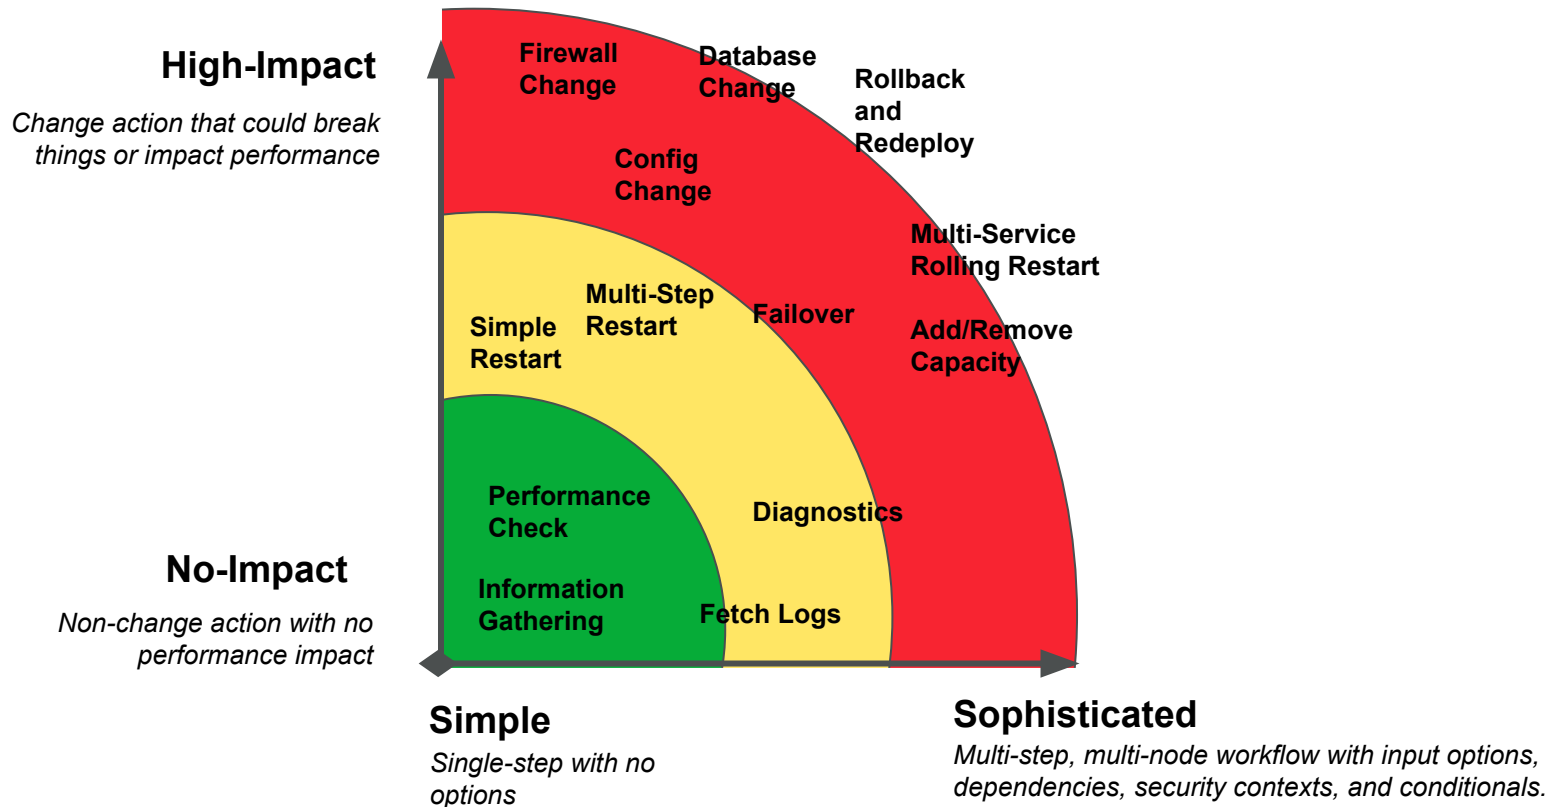 High-Impact
Change action that could break
things or impact performance
Firewall
Change
Database
Change
Rollback
and
Redeploy
Config
Change
Multi-Service
Rolling Restart
Multi-Step
Restart
Simple
Restart
Failover
Add/Remove
Capacity
Performance
Check
Diagnostics
No-Impact
Non-change action with no
performance impact
Information
Gathering
Fetch Logs
Simple
Single-step with no
options
Sophisticated
Multi-step, multi-node workflow with input options,
dependencies, security contexts, and conditionals.